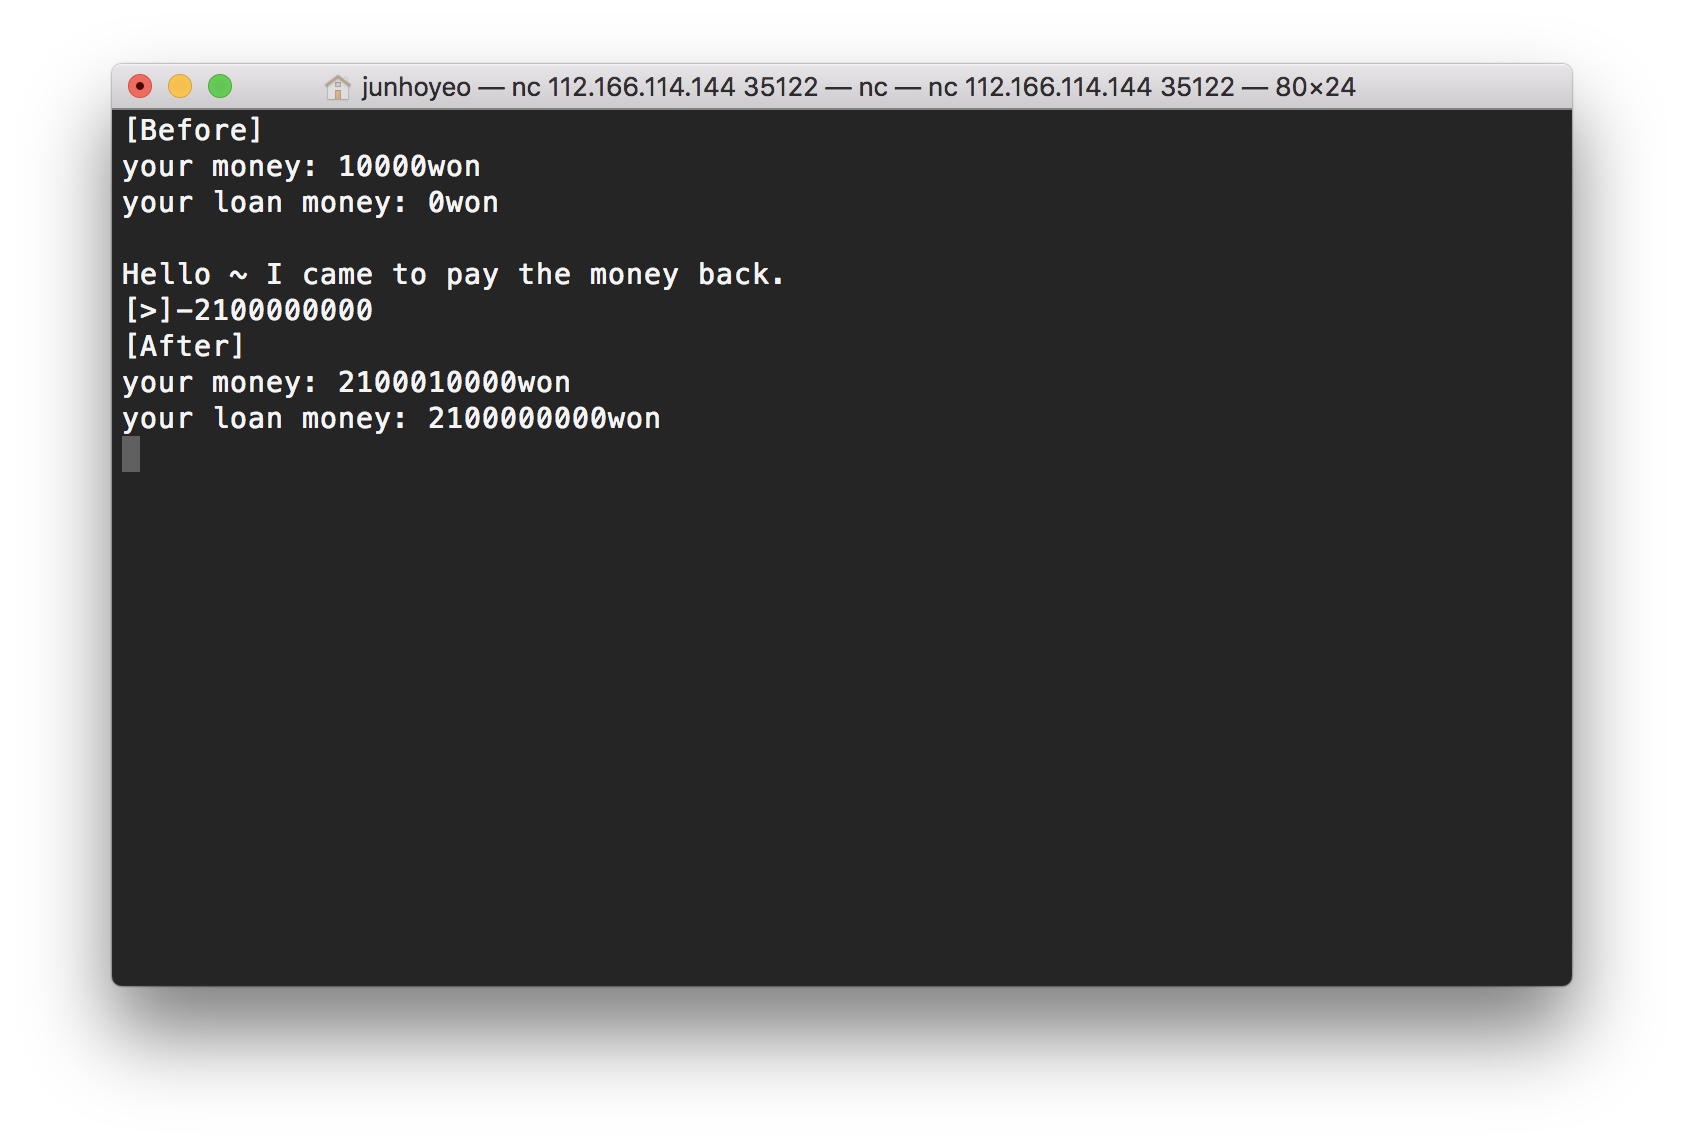 junhoyeo — nc 112.166.114.144 35122 — nc — nc 112.166.114.144 35122 — 80×24
[Before]
your money: 10000won
your loan money: 0won
Hello ~ I came to pay the money back.
[>]-2100000000
[After]
your money: 2100010000won
your loan money: 2100000000won